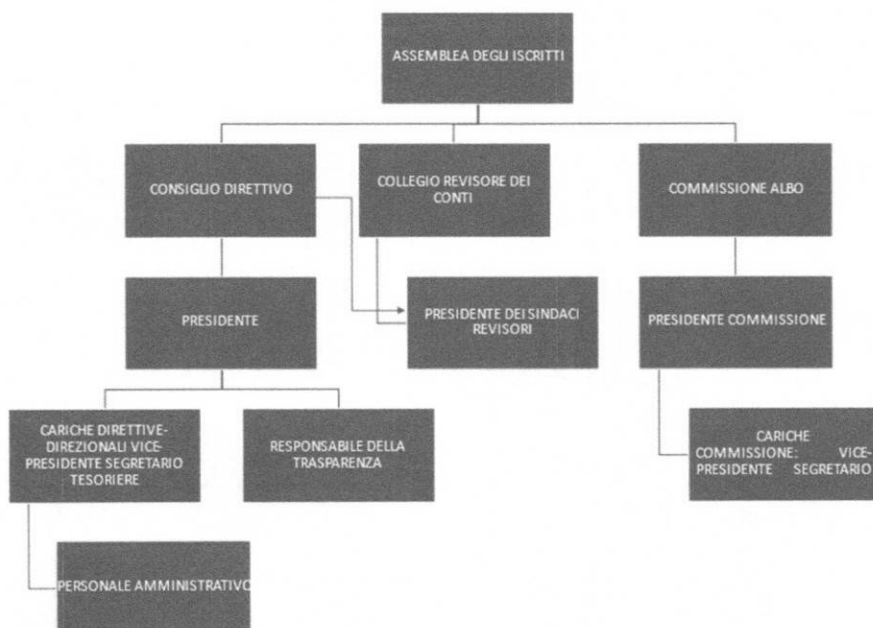 ASSEMBLEA DEGLI ISCRITTI
CONSIGLIO DIRETTIVO
COLLEGIO REVISORE DEI
CONTI
COMMISSIONE ALBO
PRESIDENTE
PRESIDENTE DEI SINDACI
REVISORI
PRESIDENTE COMMISSIONE
CARICHE DIRETTIVE-
DIREZIONALI VICE-
PRESIDENTE SEGRETARIO
TESORIERE
RESPONSABILE DELLA
TRASPARENZA
CARICHE
COMMISSIONE: VICE-
PRESIDENTE SEGRETARIO
PERSONALE AMMINISTRATIVO